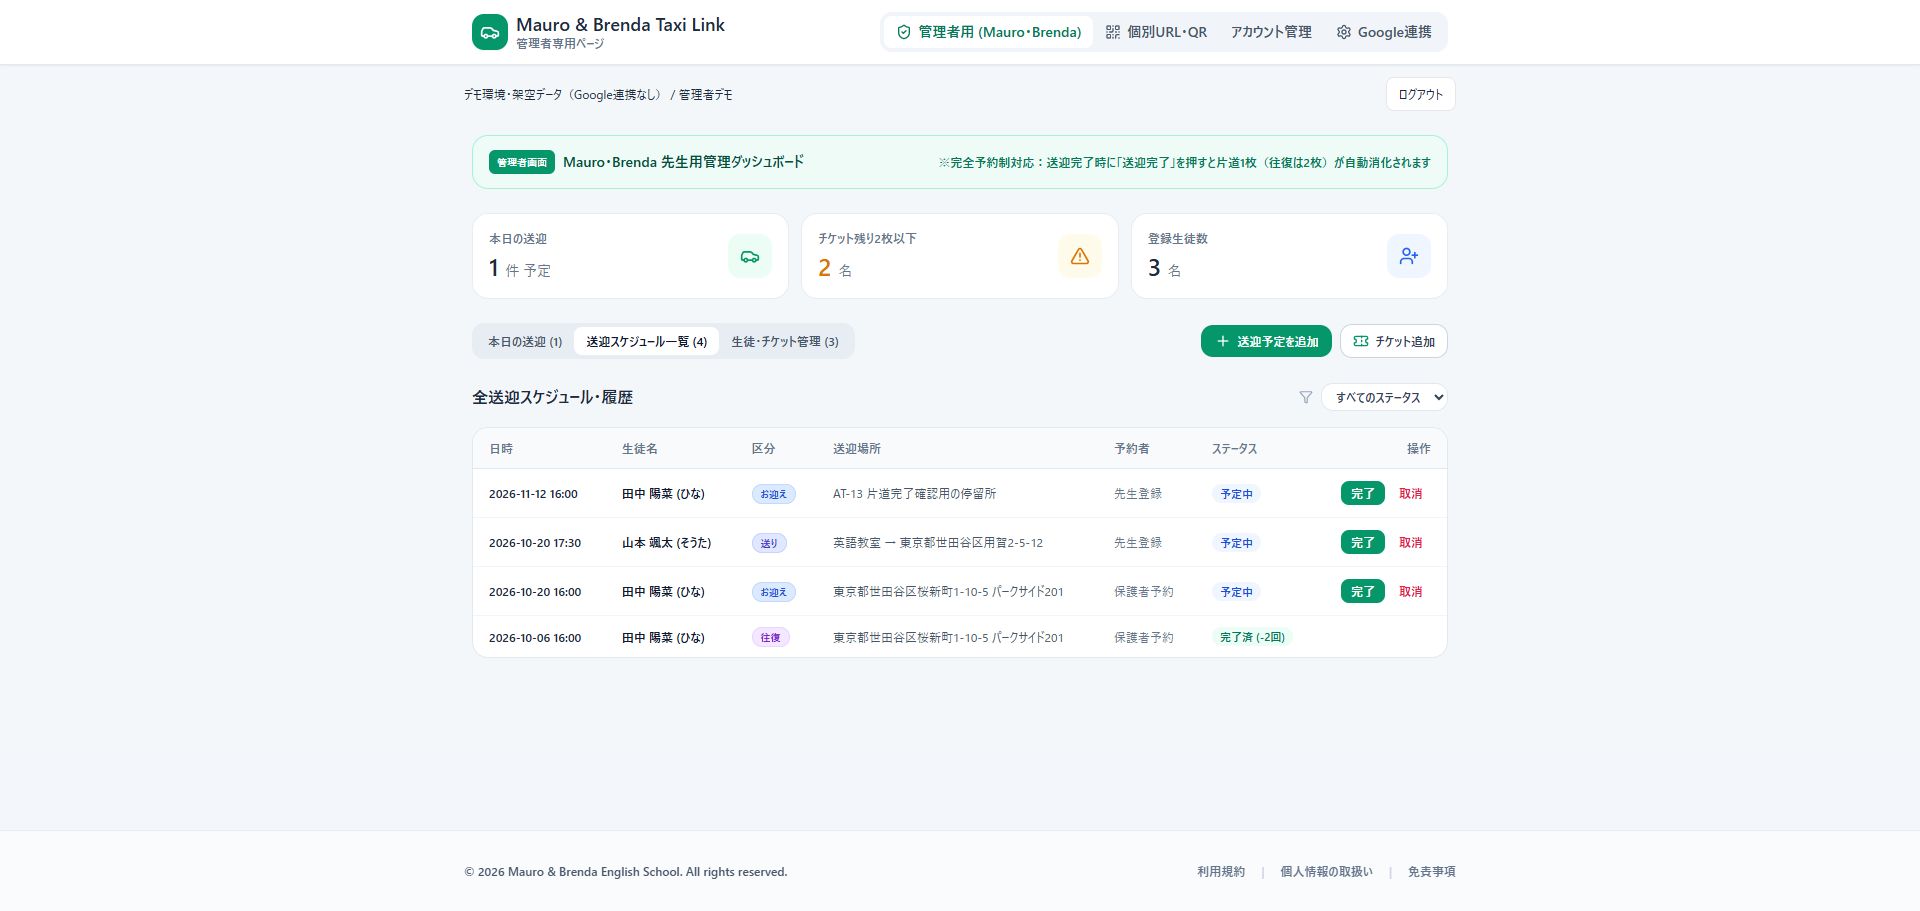 Mauro & Brenda Taxi Link
管理者専用ページ
管理者用 (Mauro・Brenda)
個別URL・QR
アカウント管理
Google連携
デモ環境・架空データ（Google連携なし） / 管理者デモ
ログアウト
管理者画面
Mauro・Brenda 先生用管理ダッシュボード
※完全予約制対応：送迎完了時に「送迎完了」を押すと片道1枚（往復は2枚）が自動消化されます
本日の送迎
1 件 予定
チケット残り2枚以下
2 名
登録生徒数
3 名
本日の送迎 (1)
送迎スケジュール一覧 (4)
生徒・チケット管理 (3)
送迎予定を追加
チケット追加
全送迎スケジュール・履歴
すべてのステータス
日時 生徒名 区分 送迎場所 予約者 ステータス 操作
2026-11-12 16:00 田中 陽菜 (ひな) お迎え AT-13 片道完了確認用の停留所 先生登録 予定中 完了 取消
2026-10-20 17:30 山本 颯太 (そうた) 送り 英語教室 → 東京都世田谷区用賀2-5-12 先生登録 予定中 完了 取消
2026-10-20 16:00 田中 陽菜 (ひな) お迎え 東京都世田谷区桜新町1-10-5 パークサイド201 保護者予約 予定中 完了 取消
2026-10-06 16:00 田中 陽菜 (ひな) 往復 東京都世田谷区桜新町1-10-5 パークサイド201 保護者予約 完了済 (-2回)
© 2026 Mauro & Brenda English School. All rights reserved.
利用規約 | 個人情報の取扱い | 免責事項